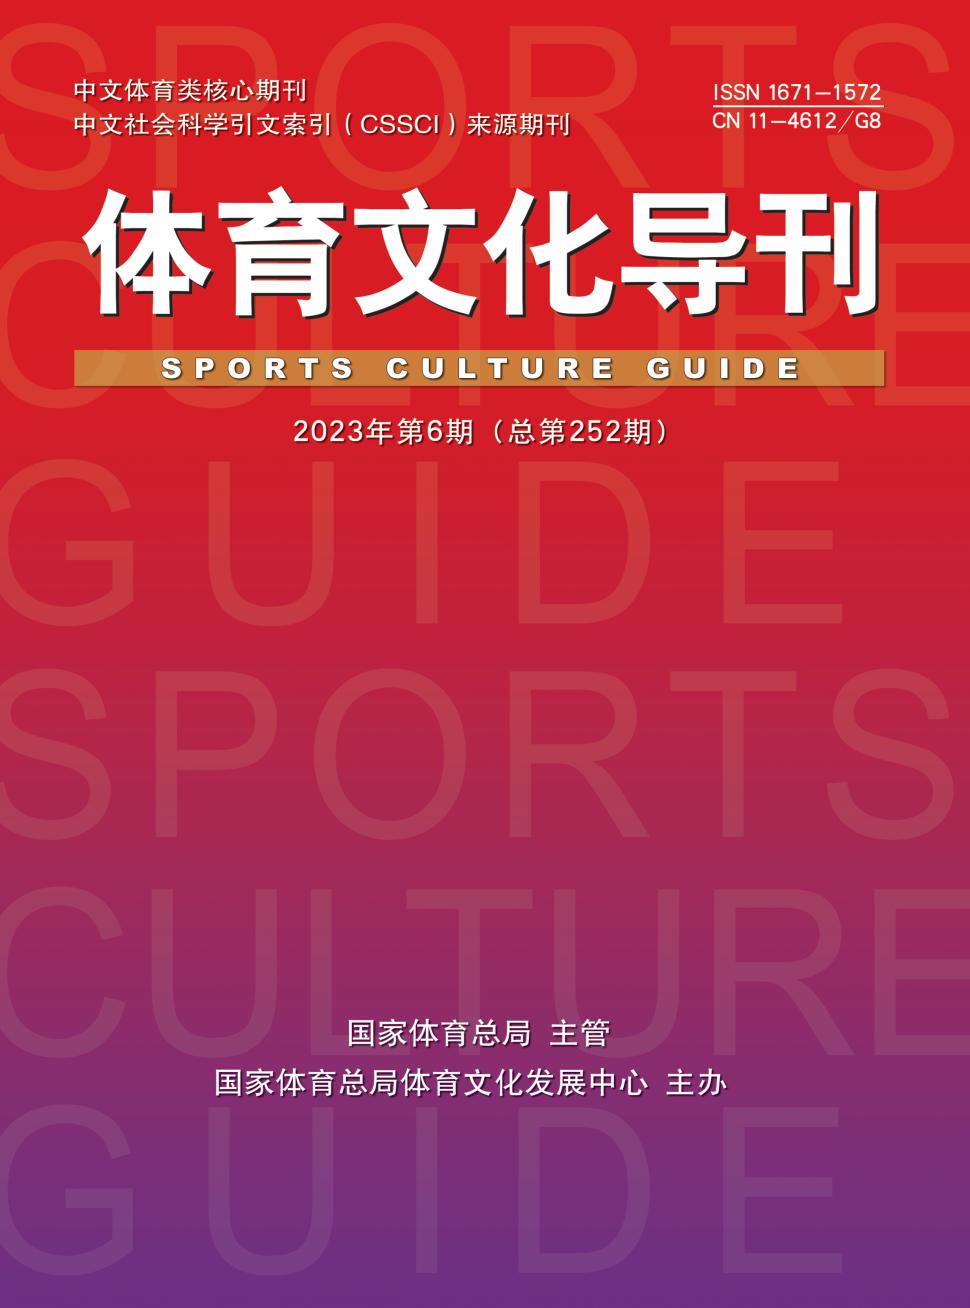 中文体育类核心期刊
中文社会科学引文索引（CSSCI）来源期刊
ISSN 1671-1572
CN 11-4612/G8
体育文化导刊
SPORTS CULTURE GUIDE
2023年第6期（总第252期）
国家体育总局 主管
国家体育总局体育文化发展中心 主办
SPORTS
CULTURE
GUIDE
SPORTS
CULTURE
GUIDE